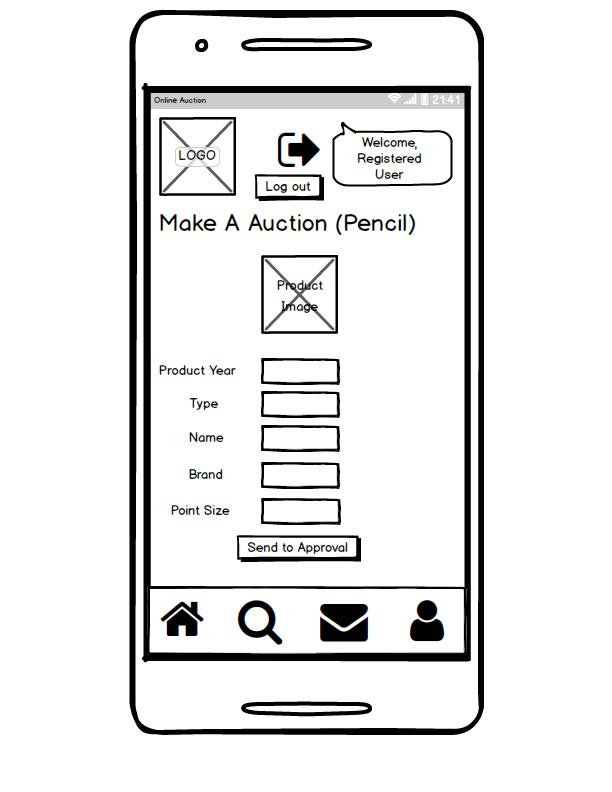 Online Auction
21:41
LOGO
Log out
Welcome,
Registered
User
Make A Auction (Pencil)
Product
Image
Product Year
Type
Name
Brand
Point Size
Send to Approval